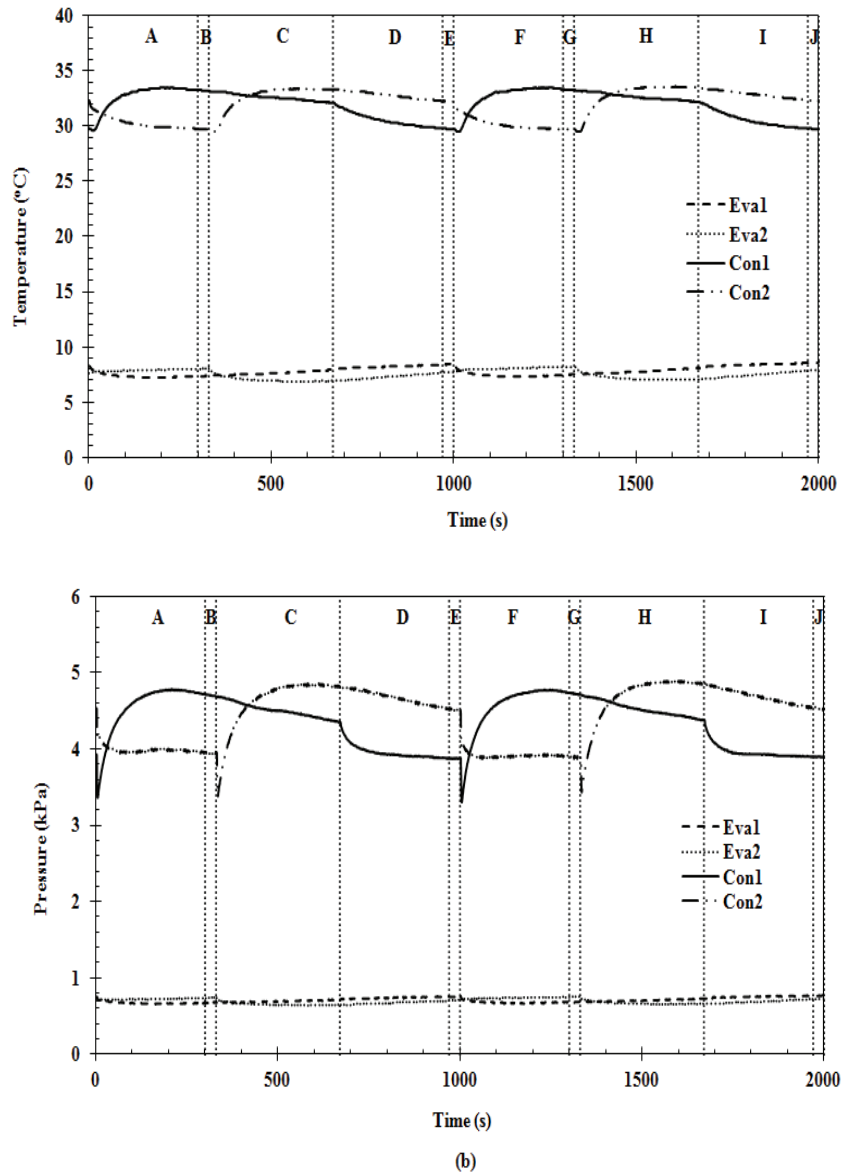 40
35
30
25
20
15
10
5
0
Temperature (°C)
A B C D E F G H I J
Eva1
Eva2
Con1
Con2
0 500 1000 1500 2000
Time (s)
6
5
4
3
2
1
0
Pressure (kPa)
A B C D E F G H I J
Eva1
Eva2
Con1
Con2
0 500 1000 1500 2000
Time (s)
(b)